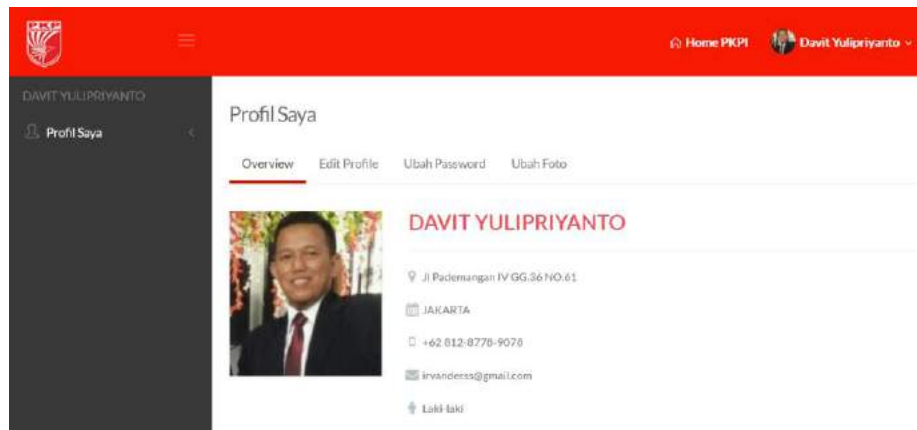 PKP
Home PKPI
Davit Yulipriyanto
DAVIT YULIPRIYANTO
Profil Saya
Profil Saya
Overview Edit Profile Ubah Password Ubah Foto
DAVIT YULIPRIYANTO
Jl Pademangan IV GG.36 NO.61
JAKARTA
+62 812-8778-9078
irvanderss@gmail.com
Laki-laki